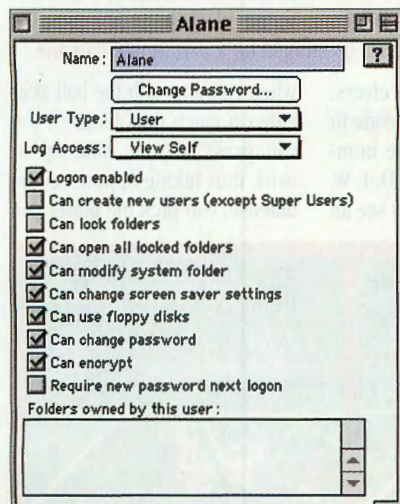 Alane
Name: Alane
?
Change Password...
User Type: User
Log Access: View Self
Logon enabled
Can create new users (except Super Users)
Can lock folders
Can open all locked folders
Can modify system folder
Can change screen saver settings
Can use floppy disks
Can change password
Can encrypt
Require new password next logon
Folders owned by this user: